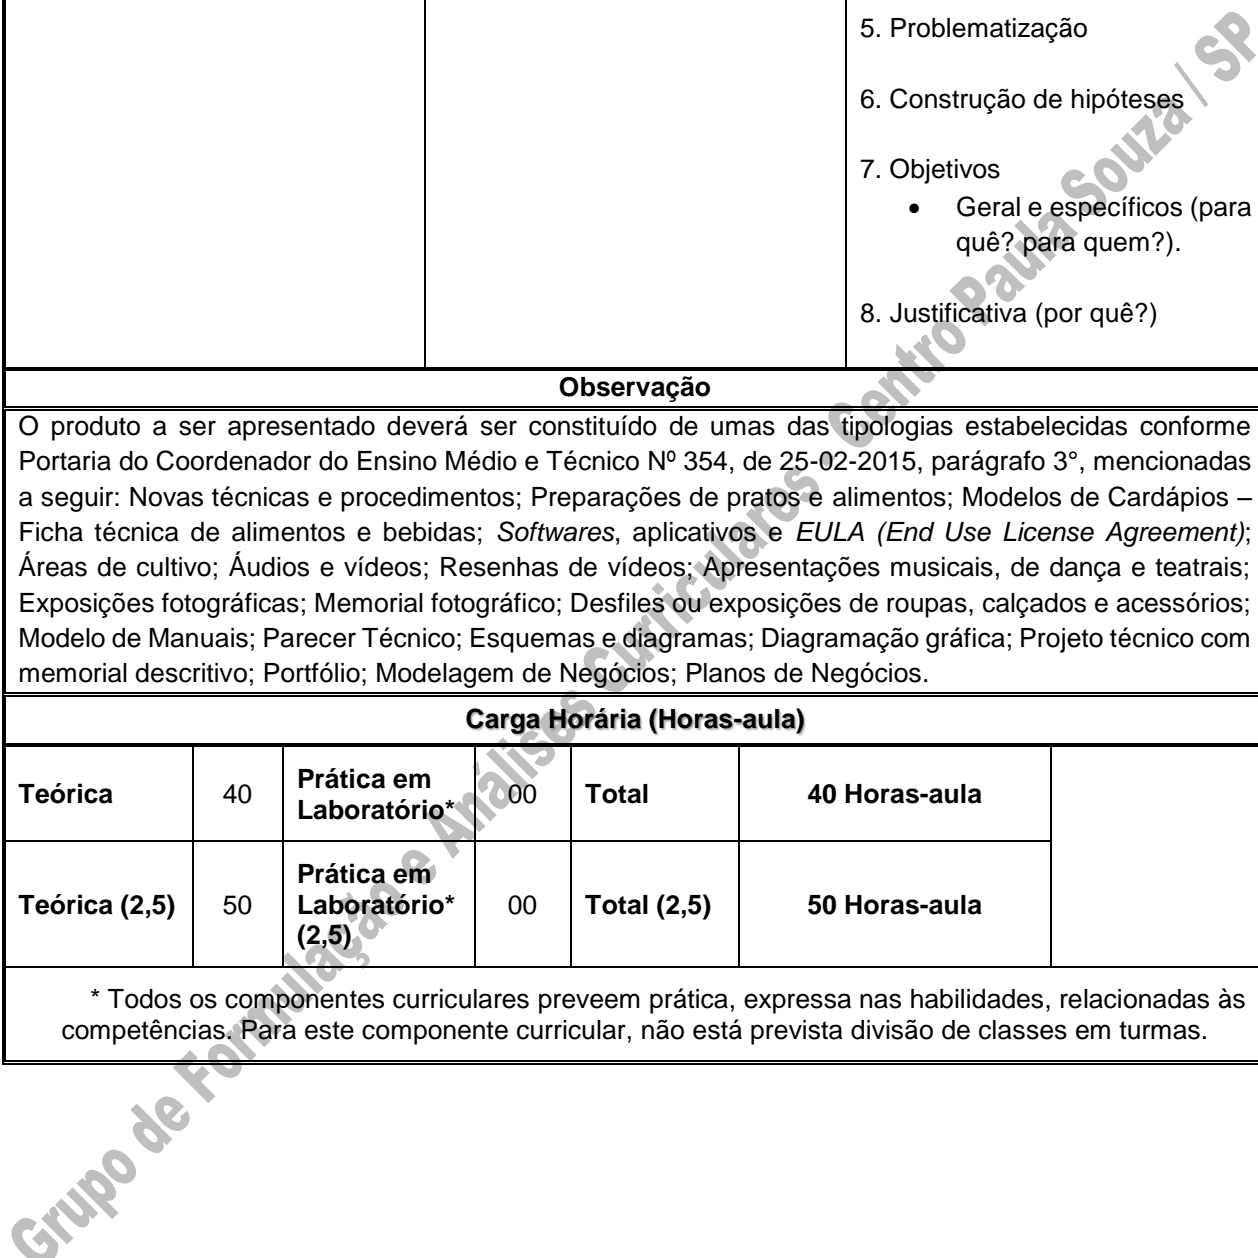 5. Problematização
6. Construção de hipóteses
7. Objetivos
• Geral e específicos (para
quê? para quem?).
8. Justificativa (por quê?)
Observação
O produto a ser apresentado deverá ser constituído de umas das tipologias estabelecidas conforme
Portaria do Coordenador do Ensino Médio e Técnico Nº 354, de 25-02-2015, parágrafo 3°, mencionadas
a seguir: Novas técnicas e procedimentos; Preparações de pratos e alimentos; Modelos de Cardápios –
Ficha técnica de alimentos e bebidas; Softwares, aplicativos e EULA (End Use License Agreement);
Áreas de cultivo; Áudios e vídeos; Resenhas de vídeos; Apresentações musicais, de dança e teatrais;
Exposições fotográficas; Memorial fotográfico; Desfiles ou exposições de roupas, calçados e acessórios;
Modelo de Manuais; Parecer Técnico; Esquemas e diagramas; Diagramação gráfica; Projeto técnico com
memorial descritivo; Portfólio; Modelagem de Negócios; Planos de Negócios.
Carga Horária (Horas-aula)
Teórica 40 Prática em
Laboratório* 00 Total 40 Horas-aula
Teórica (2,5) 50 Prática em
Laboratório*
(2,5) 00 Total (2,5) 50 Horas-aula
* Todos os componentes curriculares preveem prática, expressa nas habilidades, relacionadas às
competências. Para este componente curricular, não está prevista divisão de classes em turmas.
Grupo de Formulação e Análises Curriculares Centro Paula Souza / SP